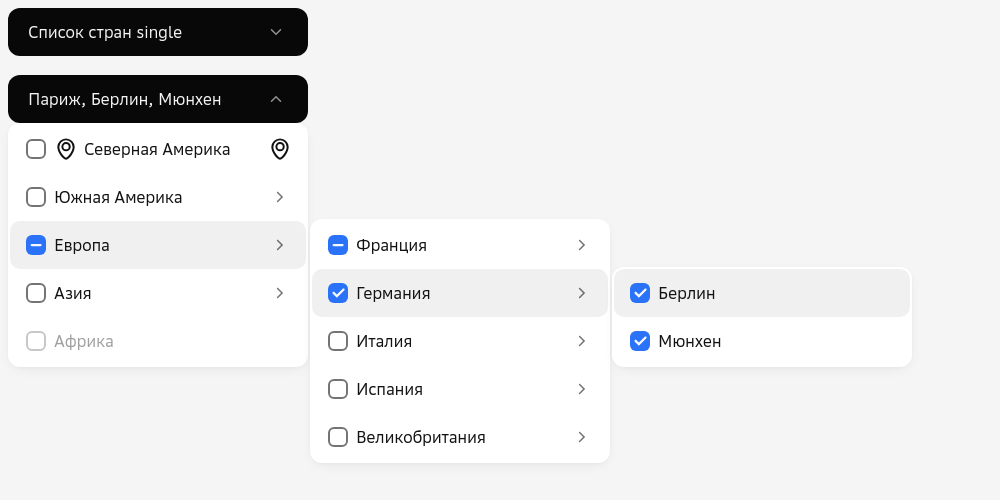 Список стран single
Париж, Берлин, Мюнхен
Северная Америка
Южная Америка
Европа
Азия
Африка
Франция
Германия
Италия
Испания
Великобритания
Берлин
Мюнхен